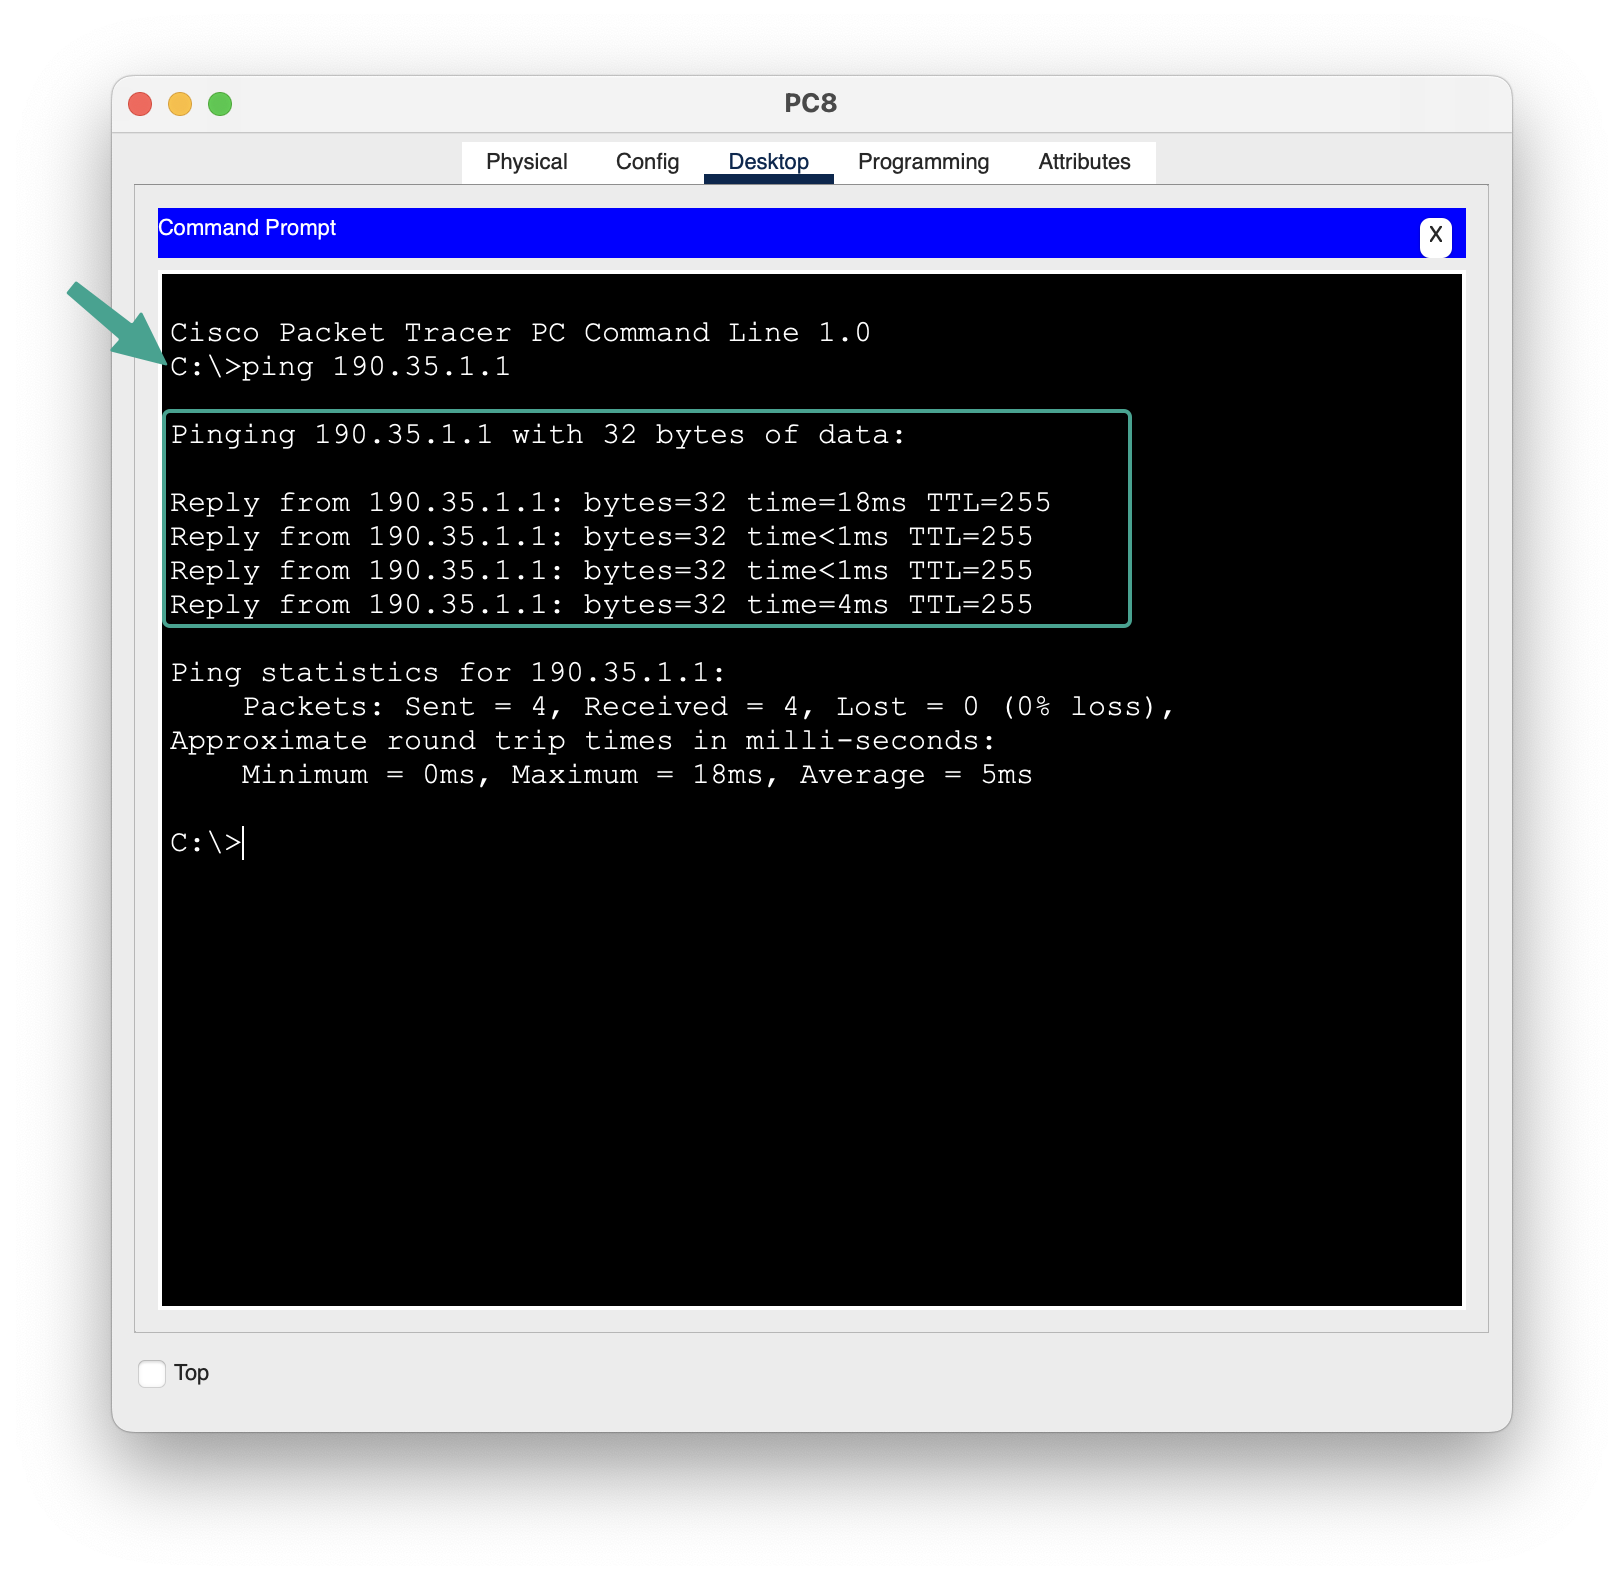 PC8
Physical Config Desktop Programming Attributes
Command Prompt
X
Cisco Packet Tracer PC Command Line 1.0
C:\>ping 190.35.1.1
Pinging 190.35.1.1 with 32 bytes of data:
Reply from 190.35.1.1: bytes=32 time=18ms TTL=255
Reply from 190.35.1.1: bytes=32 time<1ms TTL=255
Reply from 190.35.1.1: bytes=32 time<1ms TTL=255
Reply from 190.35.1.1: bytes=32 time=4ms TTL=255
Ping statistics for 190.35.1.1:
    Packets: Sent = 4, Received = 4, Lost = 0 (0% loss),
Approximate round trip times in milli-seconds:
    Minimum = 0ms, Maximum = 18ms, Average = 5ms
C:\>
Top